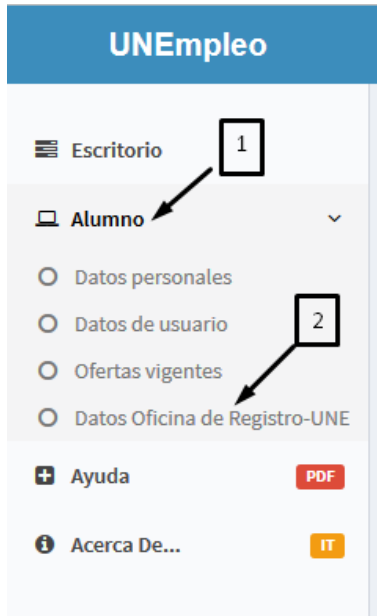 UNEmpleo
Escritorio
1
Alumno
Datos personales
Datos de usuario
2
Ofertas vigentes
Datos Oficina de Registro-UNE
Ayuda PDF
Acerca De... IT